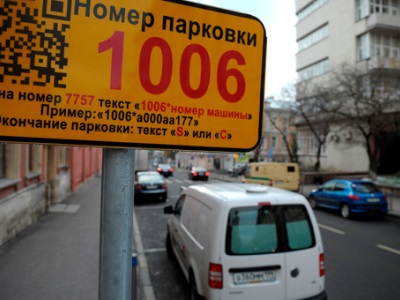 Номер парковки
1006
на номер 7757 текст «1006*номер машины»
Пример:«1006*а000аа177»
Окончание парковки: текст «S» или «С»